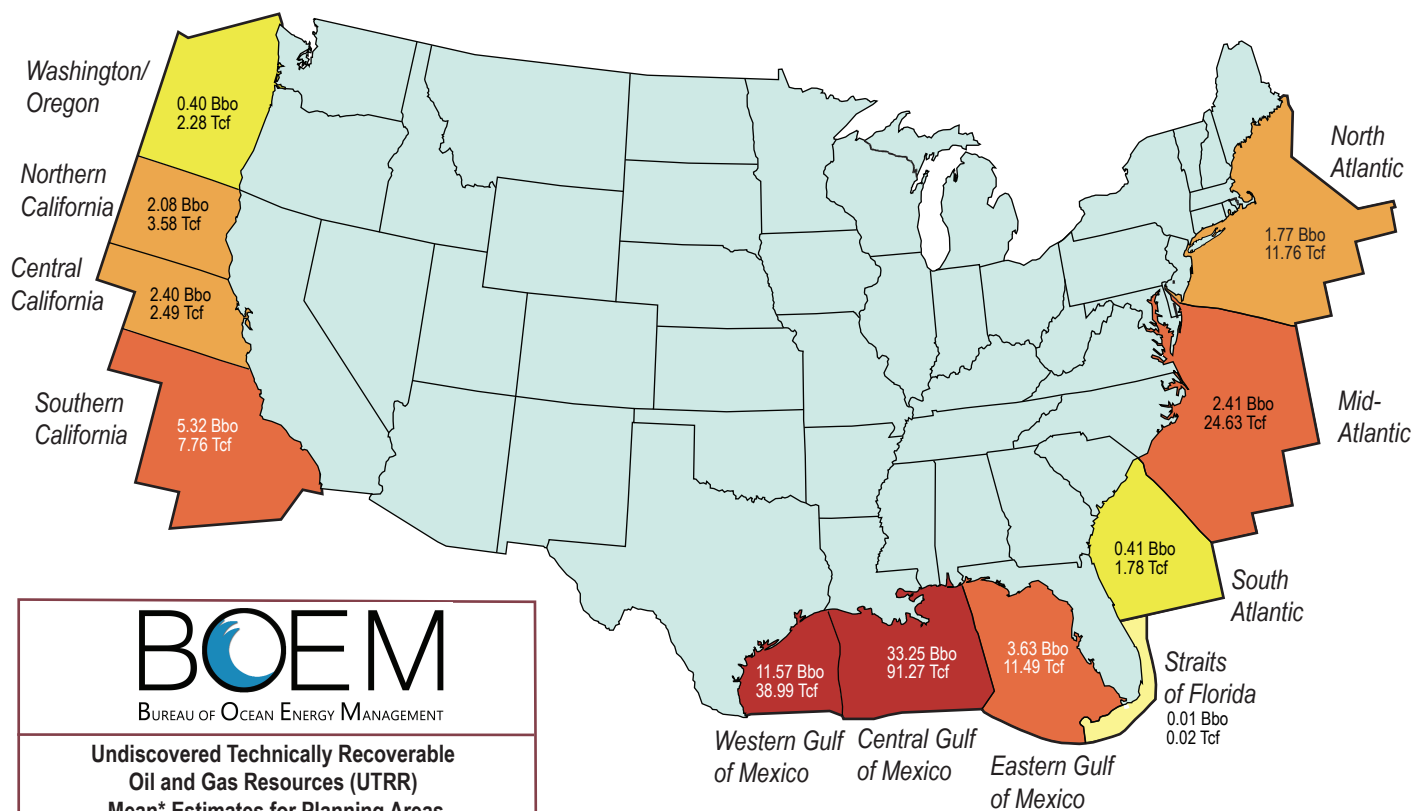 Washington/
Oregon
0.40 Bbo
2.28 Tcf
Northern
California
2.08 Bbo
3.58 Tcf
Central
California
2.40 Bbo
2.49 Tcf
Southern
California
5.32 Bbo
7.76 Tcf
North
Atlantic
1.77 Bbo
11.76 Tcf
Mid-
Atlantic
2.41 Bbo
24.63 Tcf
0.41 Bbo
1.78 Tcf
South
Atlantic
Straits
of Florida
0.01 Bbo
0.02 Tcf
11.57 Bbo
38.99 Tcf
Western Gulf
of Mexico
33.25 Bbo
91.27 Tcf
Central Gulf
of Mexico
3.63 Bbo
11.49 Tcf
Eastern Gulf
of Mexico
BOEM
BUREAU OF OCEAN ENERGY MANAGEMENT
Undiscovered Technically Recoverable
Oil and Gas Resources (UTRR)
Mean* Estimates for Planning Areas